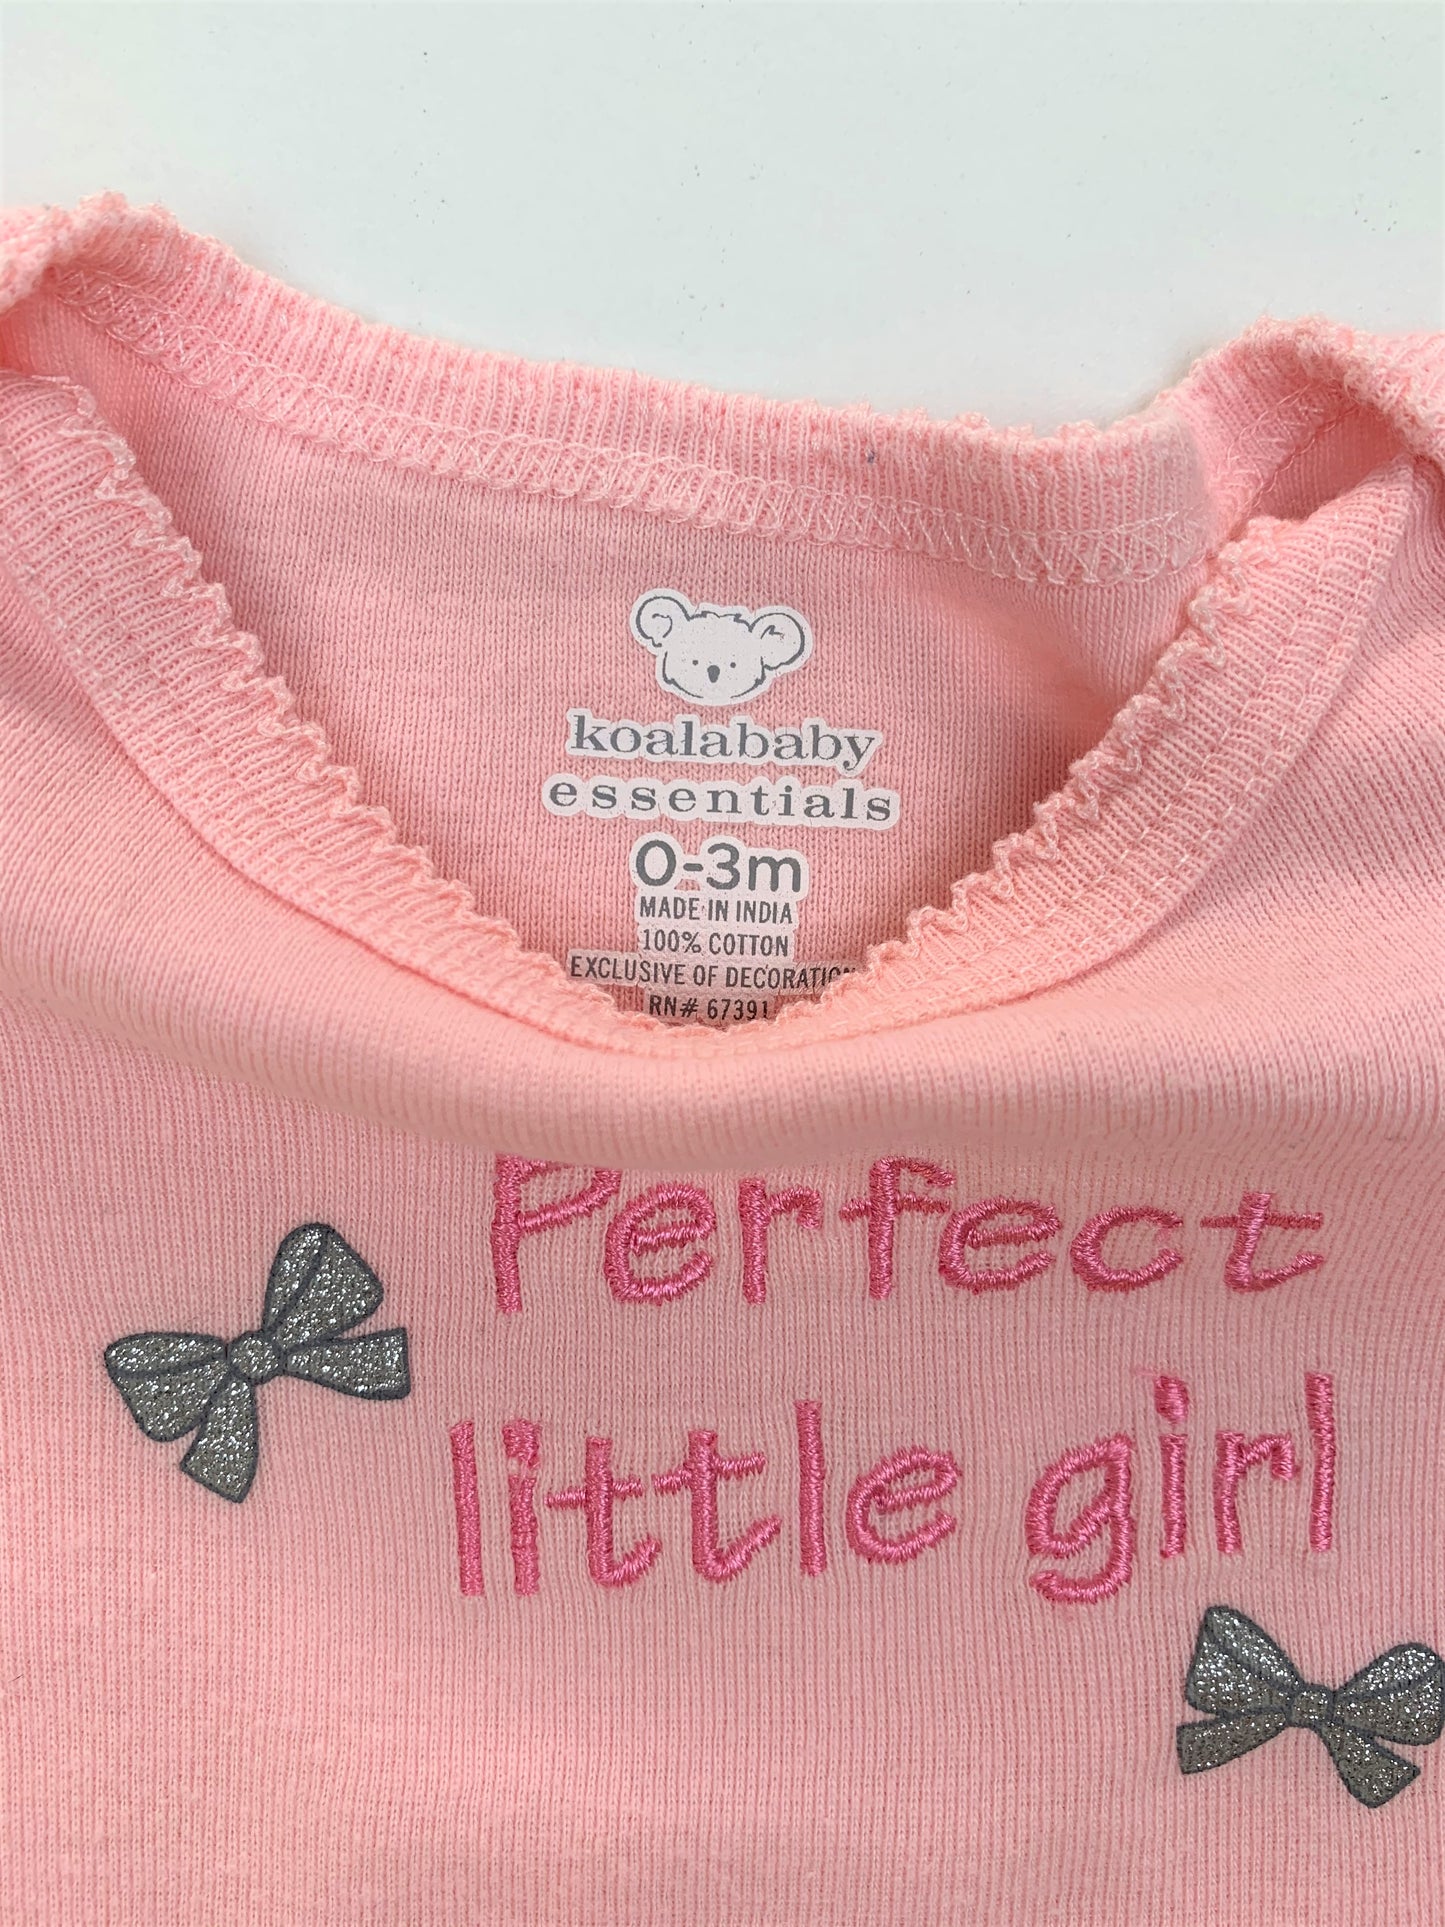 koalababy
essentials
0-3m
MADE IN INDIA
100% COTTON
EXCLUSIVE OF DECORATION
RN# 67391
Perfect
little girl